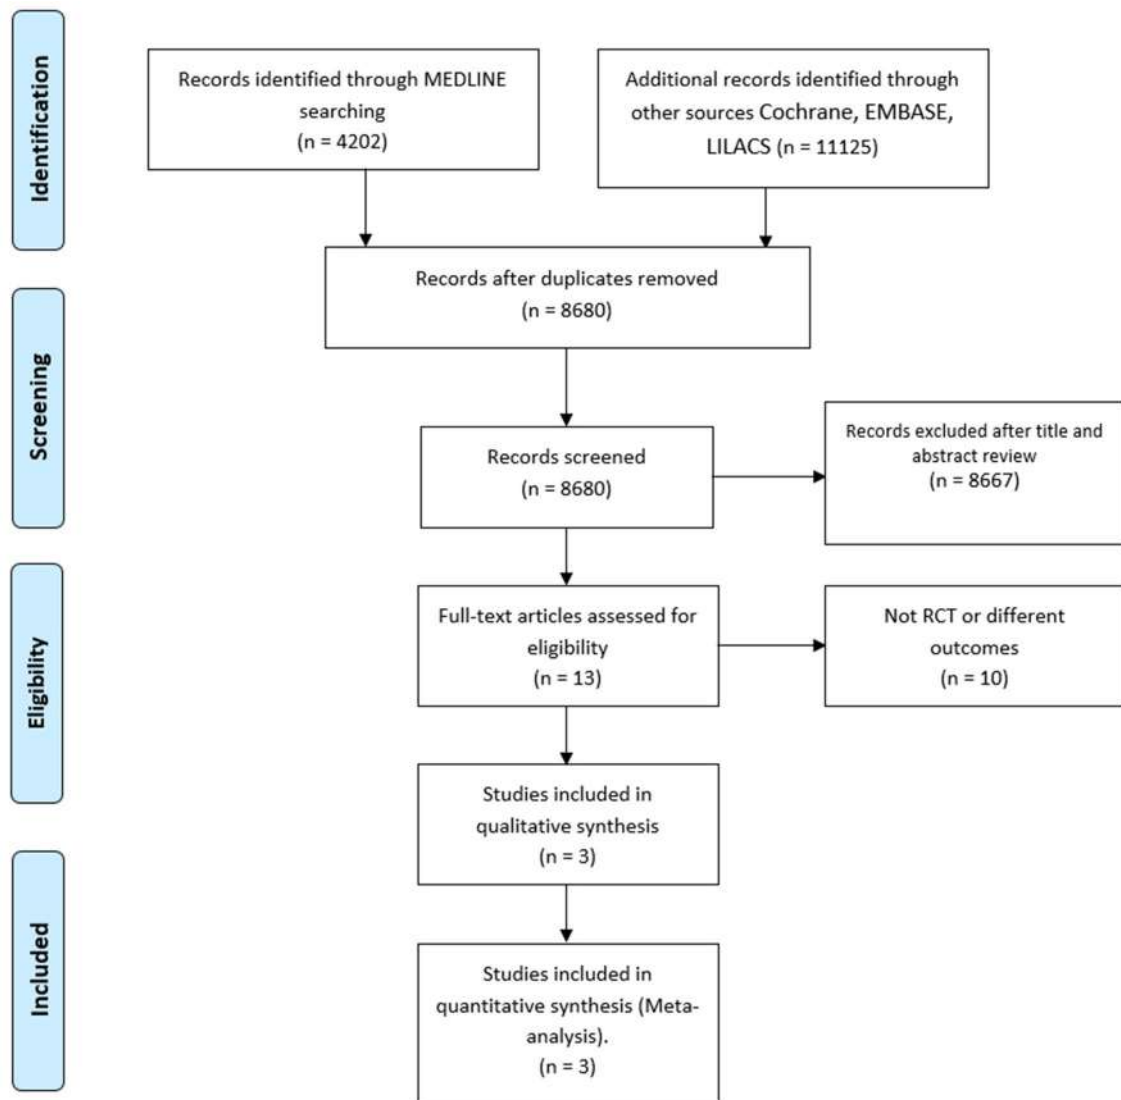 Identification
Records identified through MEDLINE
searching
(n = 4202)
Additional records identified through
other sources Cochrane, EMBASE,
LILACS (n = 11125)
Records after duplicates removed
(n = 8680)
Screening
Records screened
(n = 8680)
Records excluded after title and
abstract review
(n = 8667)
Eligibility
Full-text articles assessed for
eligibility
(n = 13)
Not RCT or different
outcomes
(n = 10)
Studies included in
qualitative synthesis
(n = 3)
Included
Studies included in
quantitative synthesis (Meta-
analysis).
(n = 3)